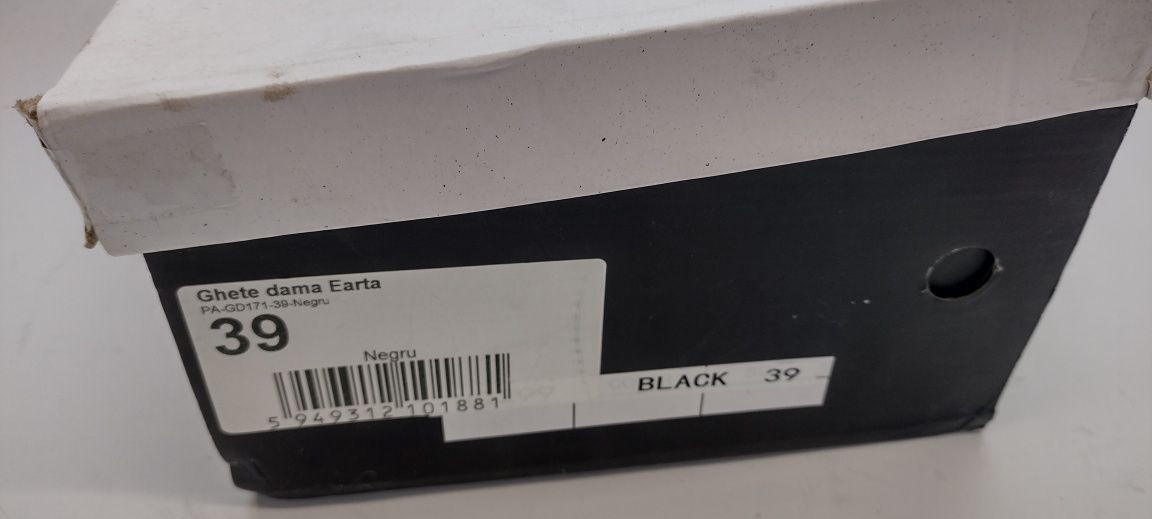 Ghete dama Earta
PA-GD171-39-Negru
39
Negru
5 949312 101881
BLACK 39